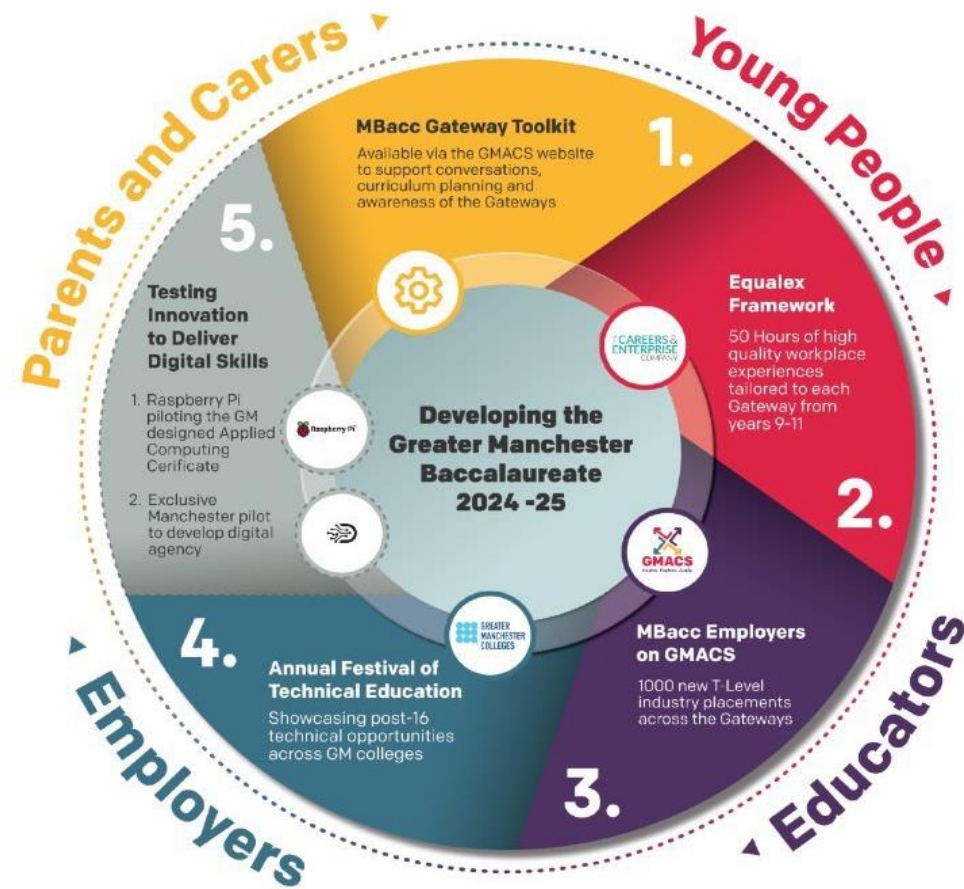 Parents and Carers
Young People
Educators
Employers
Developing the
Greater Manchester
Baccalaureate
2024 -25
1.
MBacc Gateway Toolkit
Available via the GMACS website
to support conversations,
curriculum planning and
awareness of the Gateways
CAREERS &
ENTERPRISE
COMPANY
Equalex
Framework
50 Hours of high
quality workplace
experiences
tailored to each
Gateway from
years 9-11
2.
GMACS
MBacc Employers
on GMACS
1000 new T-Level
industry placements
across the Gateways
3.
GREATER
MANCHESTER
COLLEGES
4.
Annual Festival of
Technical Education
Showcasing post-16
technical opportunities
across GM colleges
5.
Testing
Innovation
to Deliver
Digital Skills
1. Raspberry Pi
piloting the GM
designed Applied
Computing
Cerificate
2. Exclusive
Manchester pilot
to develop digital
agency
Raspberry Pi